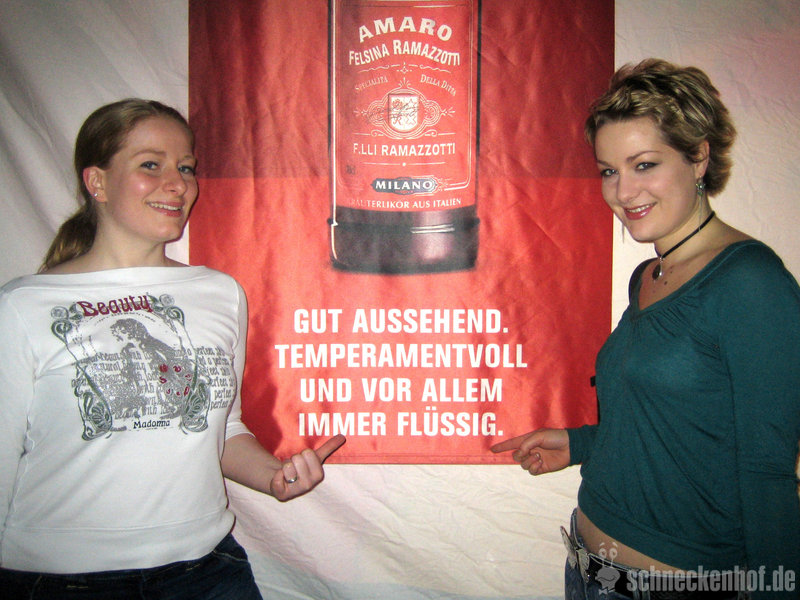 AMARO
FELSINA RAMAZZOTTI
SPECIALITÀ DELLA DITTA
F.LLI RAMAZZOTTI
MILANO
KRÄUTERLIKÖR AUS ITALIEN
GUT AUSSEHEND.
TEMPERAMENTVOLL
UND VOR ALLEM
IMMER FLÜSSIG.
Beauty
Madonna
schneckenhof.de